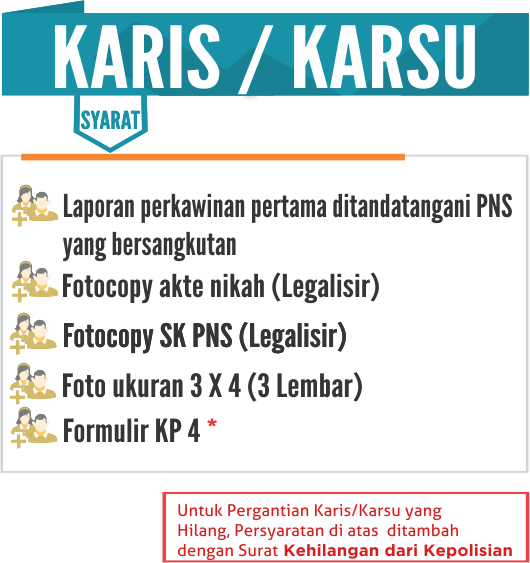 KARIS / KARSU
SYARAT
Laporan perkawinan pertama ditandatangani PNS
yang bersangkutan
Fotocopy akte nikah (Legalisir)
Fotocopy SK PNS (Legalisir)
Foto ukuran 3 X 4 (3 Lembar)
Formulir KP 4 *
Untuk Pergantian Karis/Karsu yang
Hilang, Persyaratan di atas ditambah
dengan Surat Kehilangan dari Kepolisian